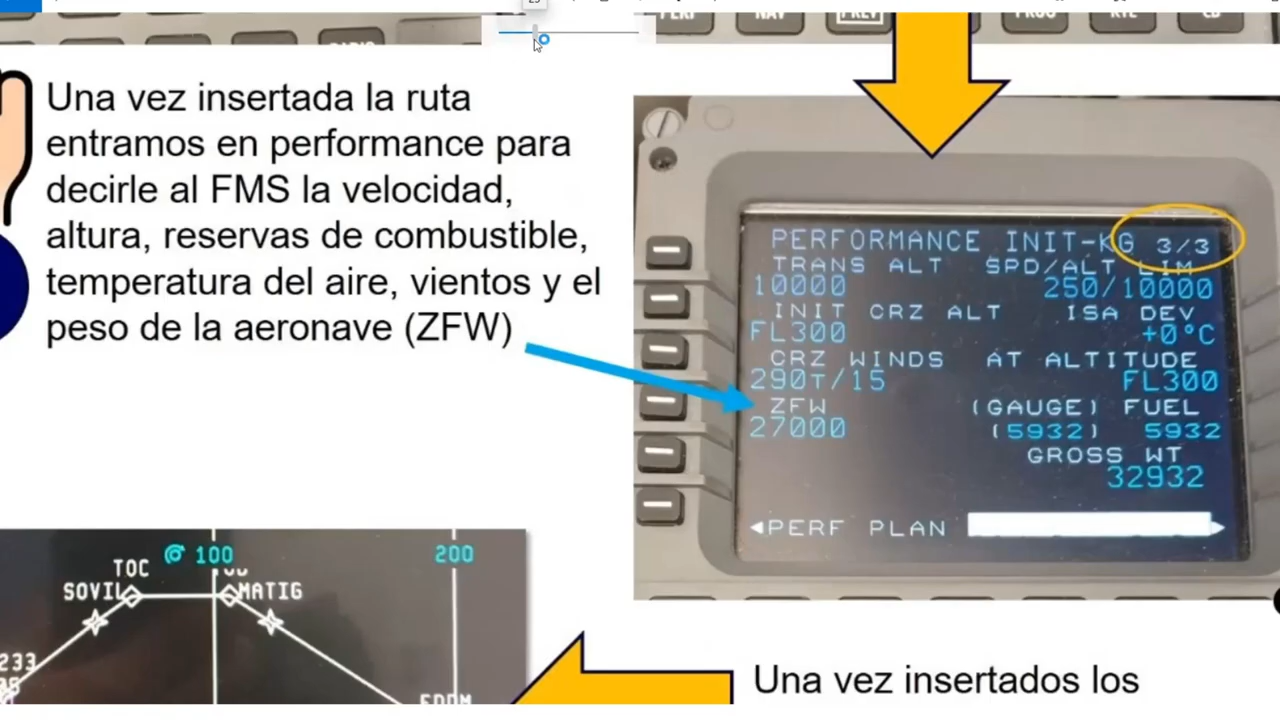 NAV
PREV
PROG
Una vez insertada la ruta
entramos en performance para
decirle al FMS la velocidad,
altura, reservas de combustible,
temperatura del aire, vientos y el
peso de la aeronave (ZFW)
PERFORMANCE INIT-KG 3/3
TRANS ALT SPD/ALT LIM
10000 250/10000
INIT CRZ ALT ISA DEV
FL300 +0°C
CRZ WINDS AT ALTITUDE
290T/15 FL300
ZFW (GAUGE) FUEL
27000 (5932) 5932
GROSS WT
32932
◄PERF PLAN
100 200
TOC
SOVIL MATIG
233
EDDM
Una vez insertados los